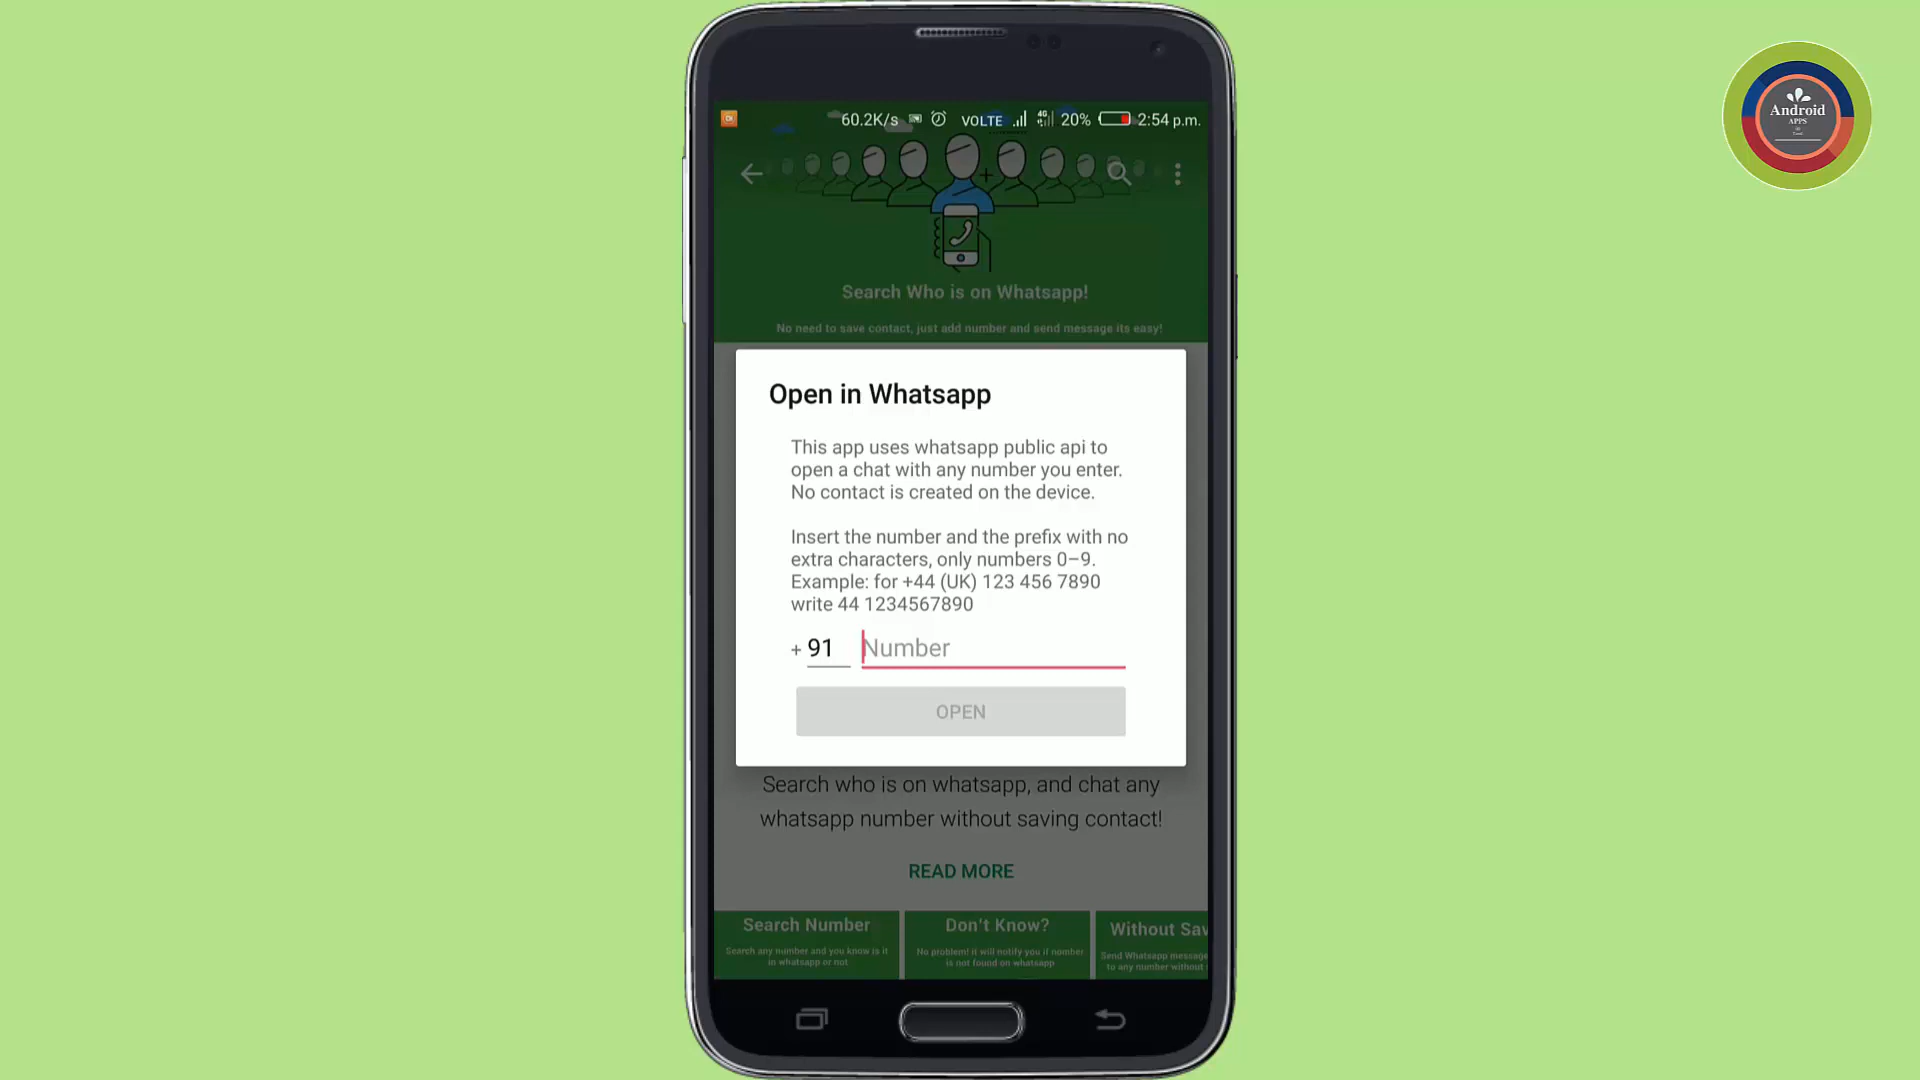 Android
APPS
60.2K/s VOLTE 4G 20% 2:54 p.m.
Search Who is on Whatsapp!
No need to save contact, just add number and send message its easy!
Open in Whatsapp
This app uses whatsapp public api to
open a chat with any number you enter.
No contact is created on the device.
Insert the number and the prefix with no
extra characters, only numbers 0–9.
Example: for +44 (UK) 123 456 7890
write 44 1234567890
+ 91 Number
OPEN
Search who is on whatsapp, and chat any
whatsapp number without saving contact!
READ MORE
Search Number
Search any number and you know is it
in whatsapp or not
Don't Know?
No problem! it will notify you if number
is not found on whatsapp
Without Sav
Send Whatsapp message
to any number without